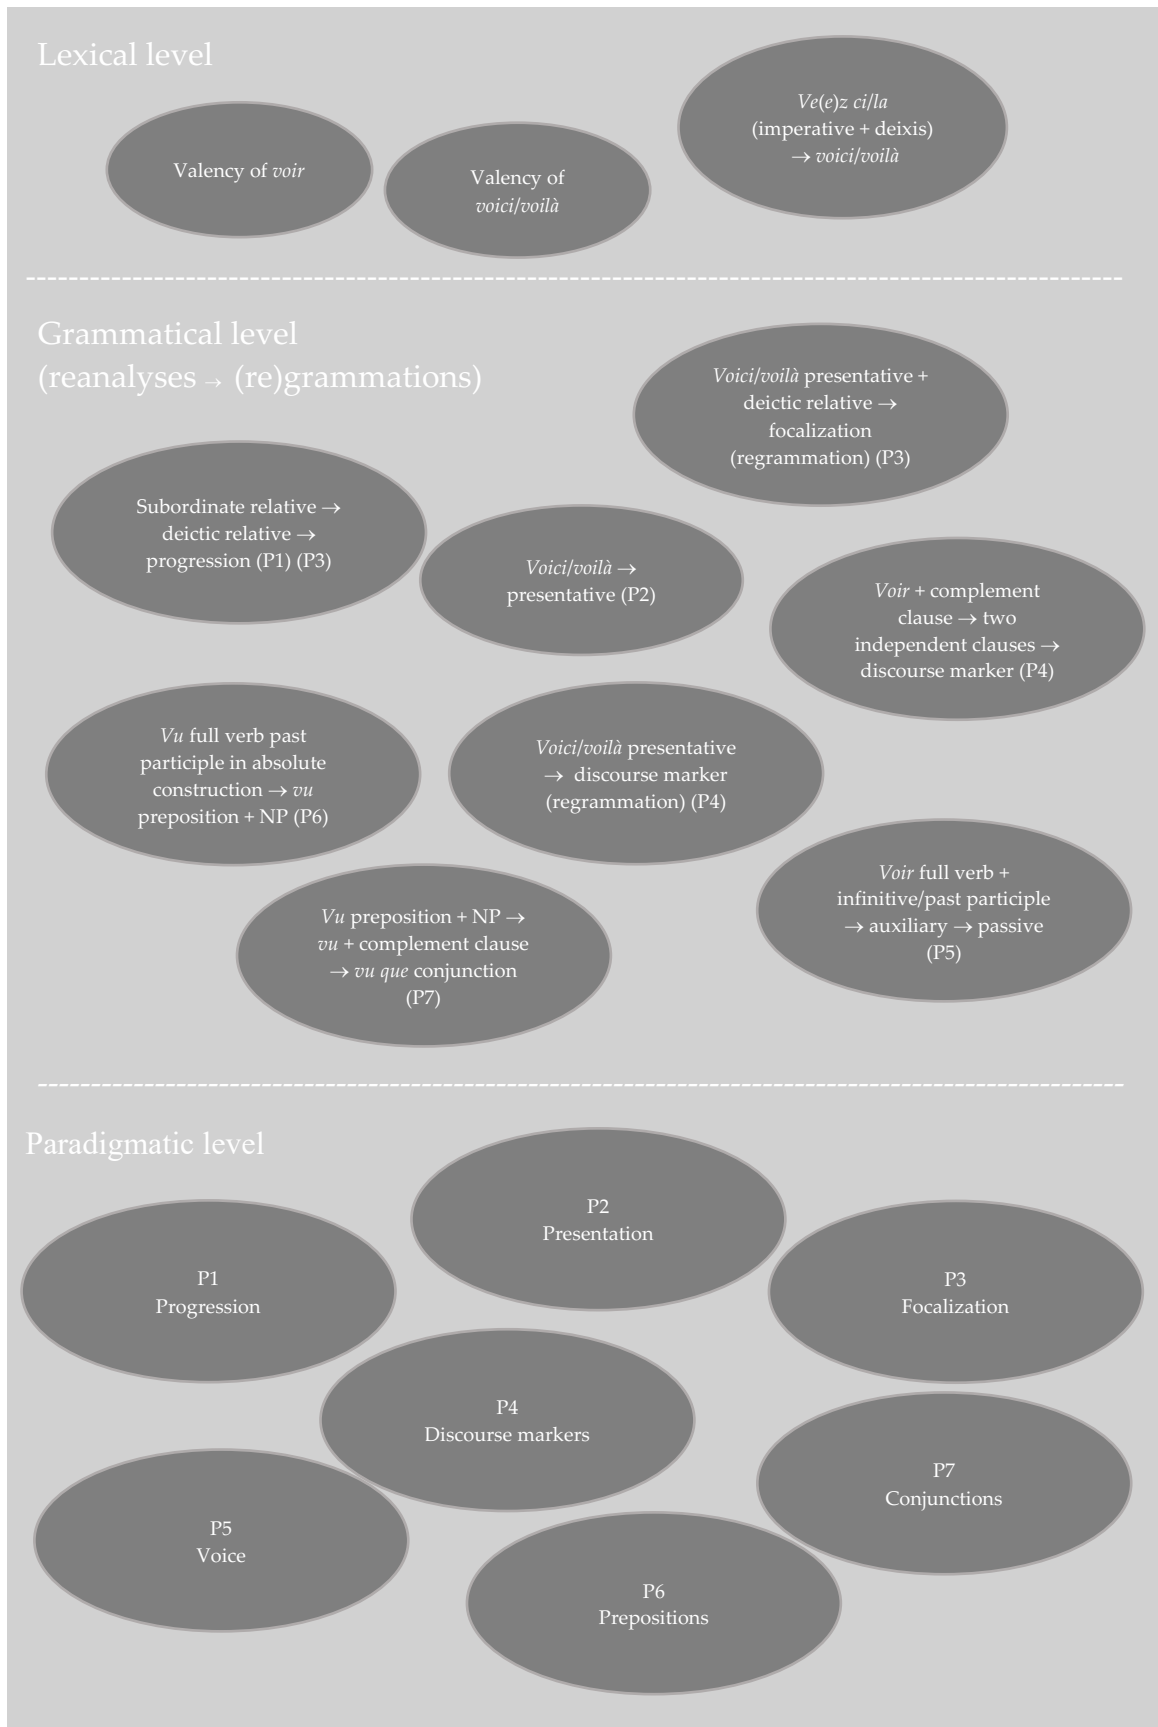 Lexical level
Valency of voir
Valency of
voici/voilà
Ve(e)z ci/la
(imperative + deixis)
→ voici/voilà
Grammatical level
(reanalyses → (re)grammations)
Voici/voilà presentative +
deictic relative →
focalization
(regrammation) (P3)
Subordinate relative →
deictic relative →
progression (P1) (P3)
Voici/voilà →
presentative (P2)
Voir + complement
clause → two
independent clauses →
discourse marker (P4)
Vu full verb past
participle in absolute
construction → vu
preposition + NP (P6)
Voici/voilà presentative
→ discourse marker
(regrammation) (P4)
Voir full verb +
infinitive/past participle
→ auxiliary → passive
(P5)
Vu preposition + NP →
vu + complement clause
→ vu que conjunction
(P7)
Paradigmatic level
P1
Progression
P2
Presentation
P3
Focalization
P4
Discourse markers
P5
Voice
P6
Prepositions
P7
Conjunctions